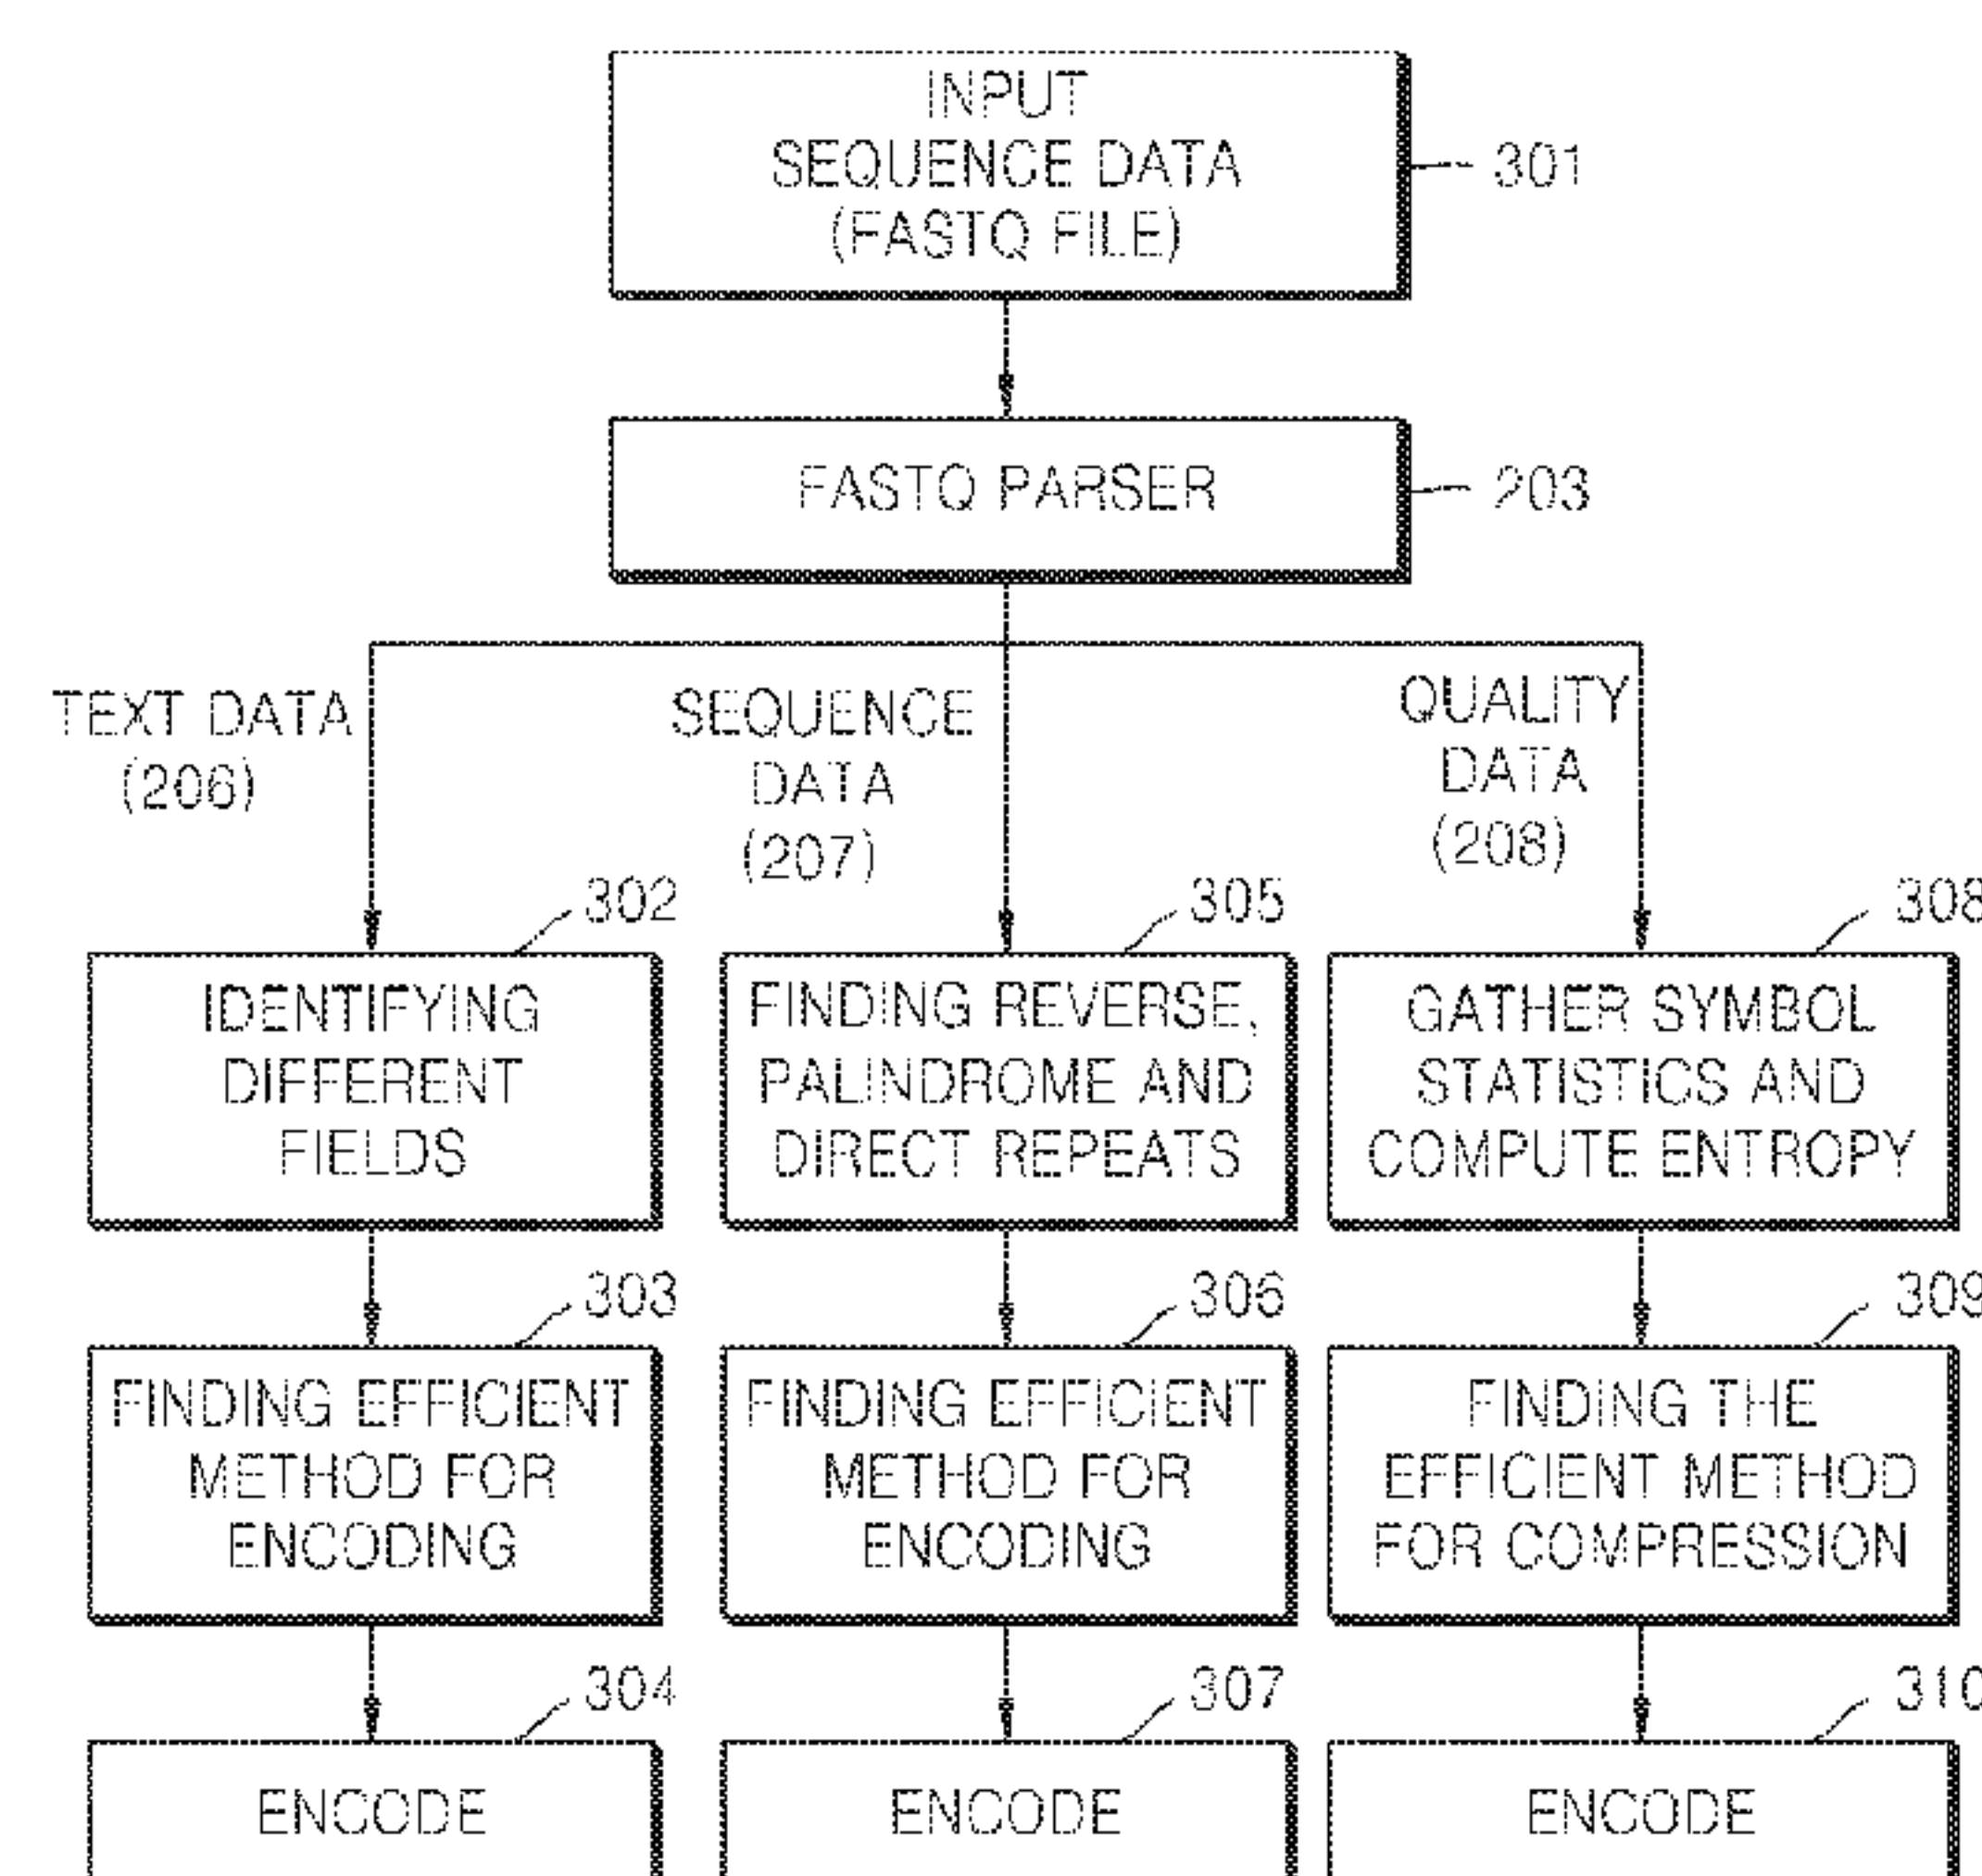 INPUT
SEQUENCE DATA
(FASTQ FILE)
301
FASTQ PARSER
203
TEXT DATA
(206)
SEQUENCE
DATA
(207)
QUALITY
DATA
(208)
302
305
308
IDENTIFYING
DIFFERENT
FIELDS
FINDING REVERSE,
PALINDROME AND
DIRECT REPEATS
GATHER SYMBOL
STATISTICS AND
COMPUTE ENTROPY
303
306
309
FINDING EFFICIENT
METHOD FOR
ENCODING
FINDING EFFICIENT
METHOD FOR
ENCODING
FINDING THE
EFFICIENT METHOD
FOR COMPRESSION
304
307
310
ENCODE
ENCODE
ENCODE